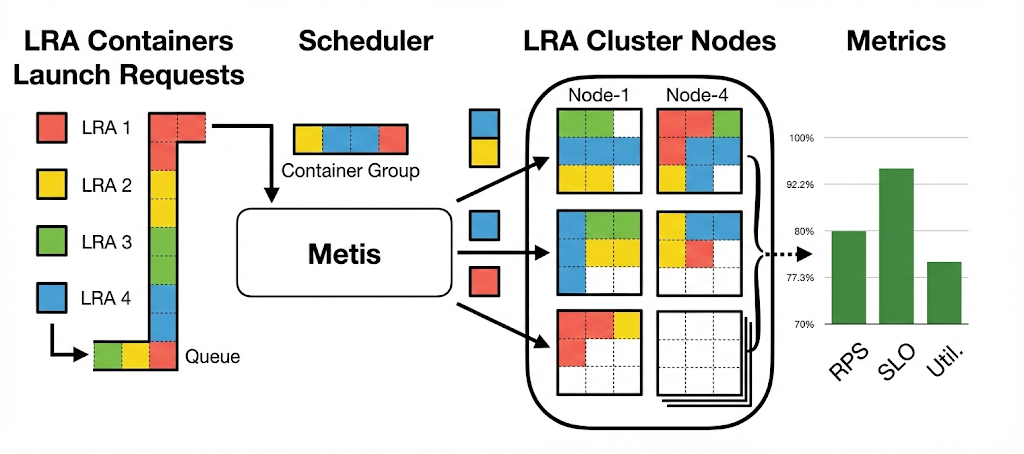 LRA Containers
Launch Requests
Scheduler
LRA Cluster Nodes
Metrics
LRA 1
LRA 2
LRA 3
LRA 4
Queue
Container Group
Metis
Node-1
Node-4
100%
92.2%
80%
77.3%
70%
RPS
SLO
Util.